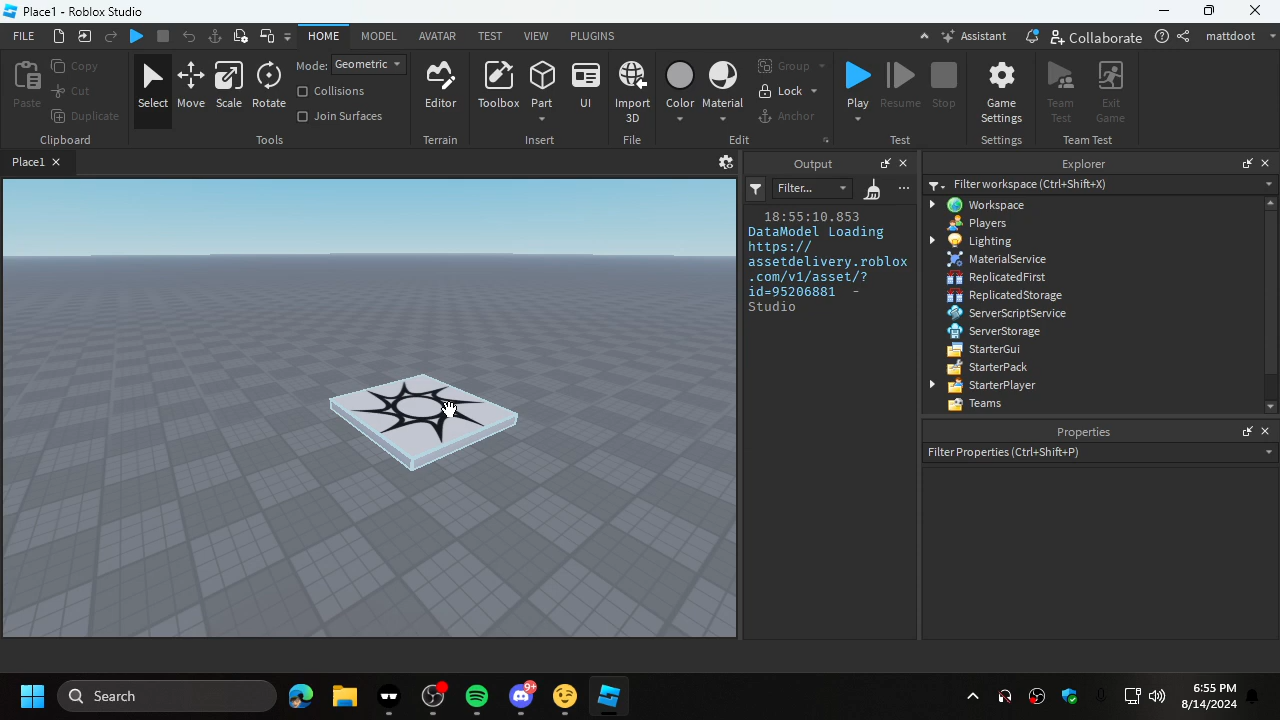 Place1 - Roblox Studio
FILE HOME MODEL AVATAR TEST VIEW PLUGINS Assistant Collaborate mattdoot
Paste Copy Cut Duplicate
Clipboard
Select Move Scale Rotate
Mode: Geometric
Collisions
Join Surfaces
Tools
Editor
Terrain
Toolbox Part UI
Insert
Import
3D
File
Color Material
Group
Lock
Anchor
Edit
Play Resume Stop
Test
Game
Settings
Settings
Team
Test
Exit
Game
Team Test
Place1
Output
Filter...
18:55:10.853
DataModel Loading
https://
assetdelivery.roblox
.com/v1/asset/?
id=95206881 -
Studio
Explorer
Filter workspace (Ctrl+Shift+X)
Workspace
Players
Lighting
MaterialService
ReplicatedFirst
ReplicatedStorage
ServerScriptService
ServerStorage
StarterGui
StarterPack
StarterPlayer
Teams
Properties
Filter Properties (Ctrl+Shift+P)
Search
9+
6:55 PM
8/14/2024